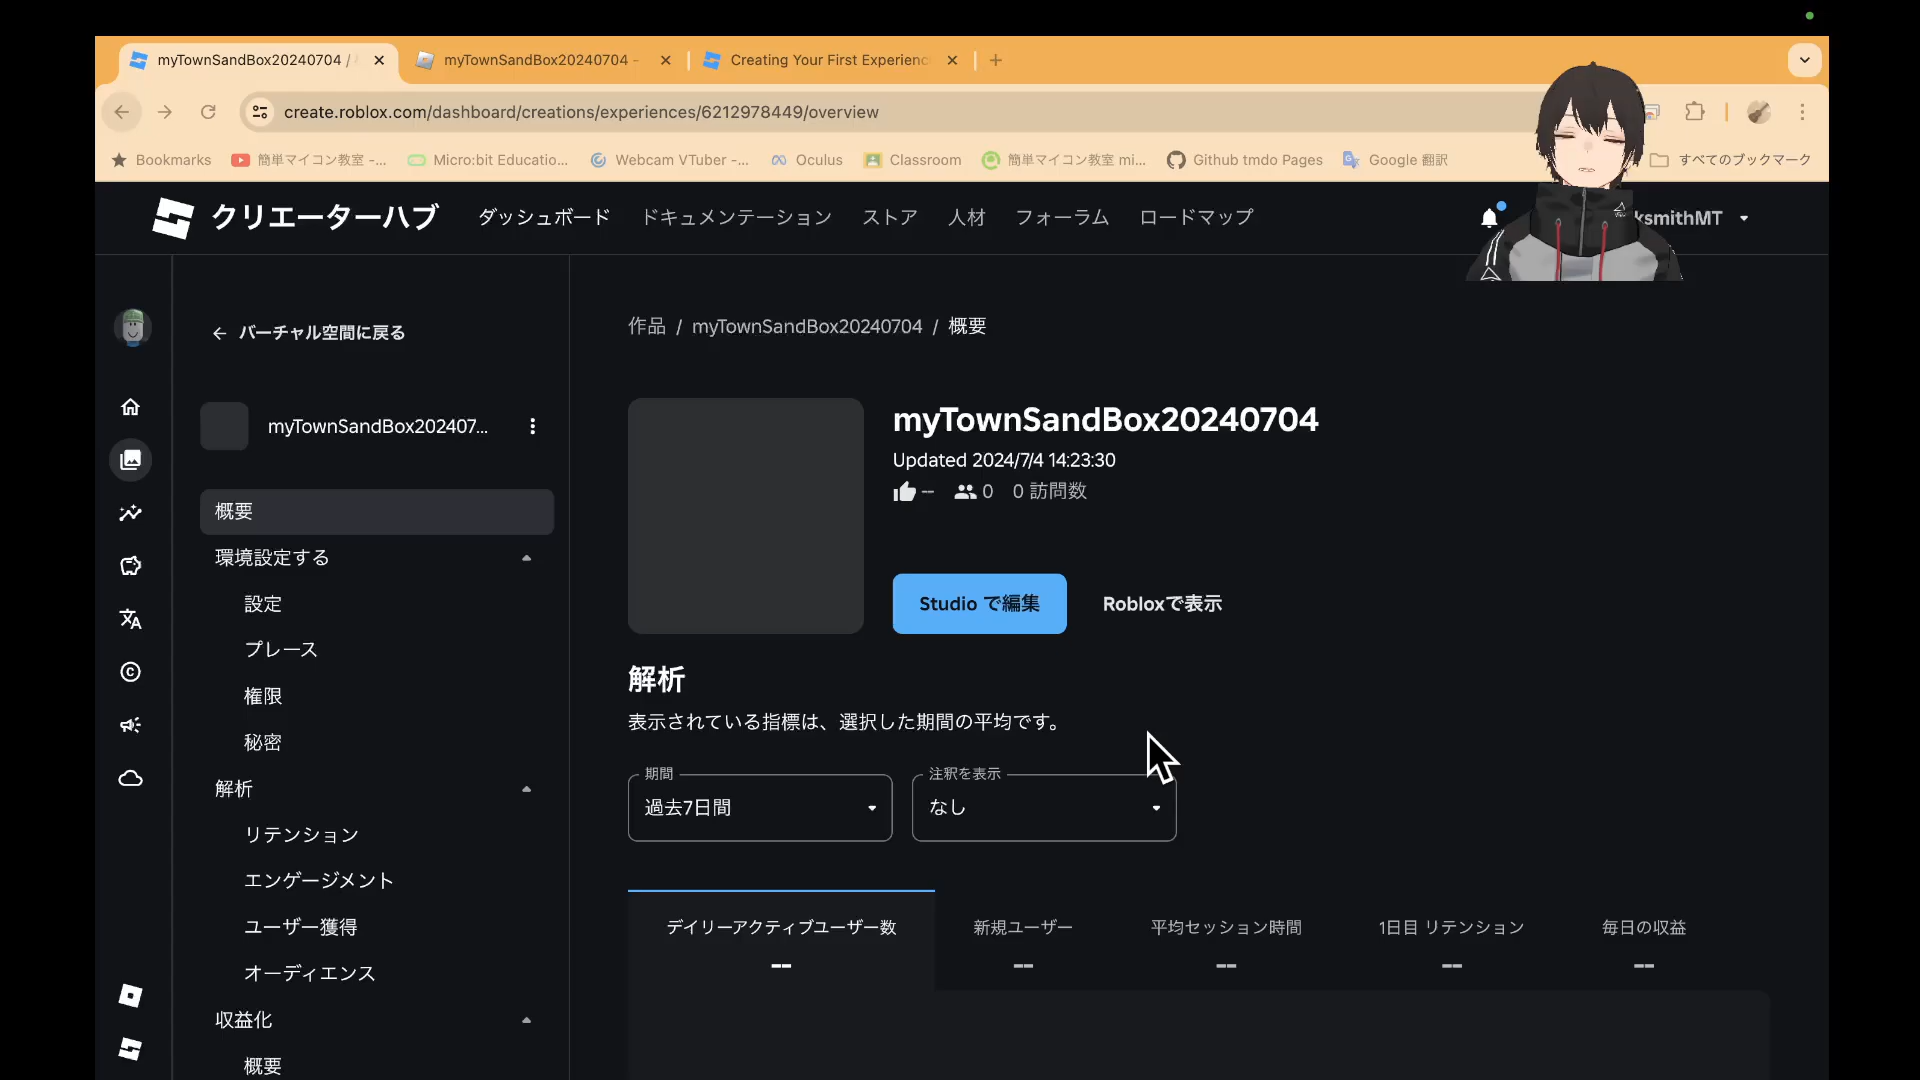 myTownSandBox20240704 /
myTownSandBox20240704 -
Creating Your First Experienc
create.roblox.com/dashboard/creations/experiences/6212978449/overview
Bookmarks
簡単マイコン教室 -...
Micro:bit Educatio...
Webcam VTuber -...
Oculus
Classroom
簡単マイコン教室 mi...
Github tmdo Pages
Google 翻訳
すべてのブックマーク
クリエーターハブ
ダッシュボード
ドキュメンテーション
ストア
人材
フォーラム
ロードマップ
ksmithMT
← バーチャル空間に戻る
myTownSandBox202407...
概要
環境設定する
設定
プレース
権限
秘密
解析
リテンション
エンゲージメント
ユーザー獲得
オーディエンス
収益化
概要
作品 / myTownSandBox20240704 / 概要
myTownSandBox20240704
Updated 2024/7/4 14:23:30
-- 0 0 訪問数
Studio で編集
Robloxで表示
解析
表示されている指標は、選択した期間の平均です。
期間
過去7日間
注釈を表示
なし
デイリーアクティブユーザー数
--
新規ユーザー
--
平均セッション時間
--
1日目 リテンション
--
毎日の収益
--